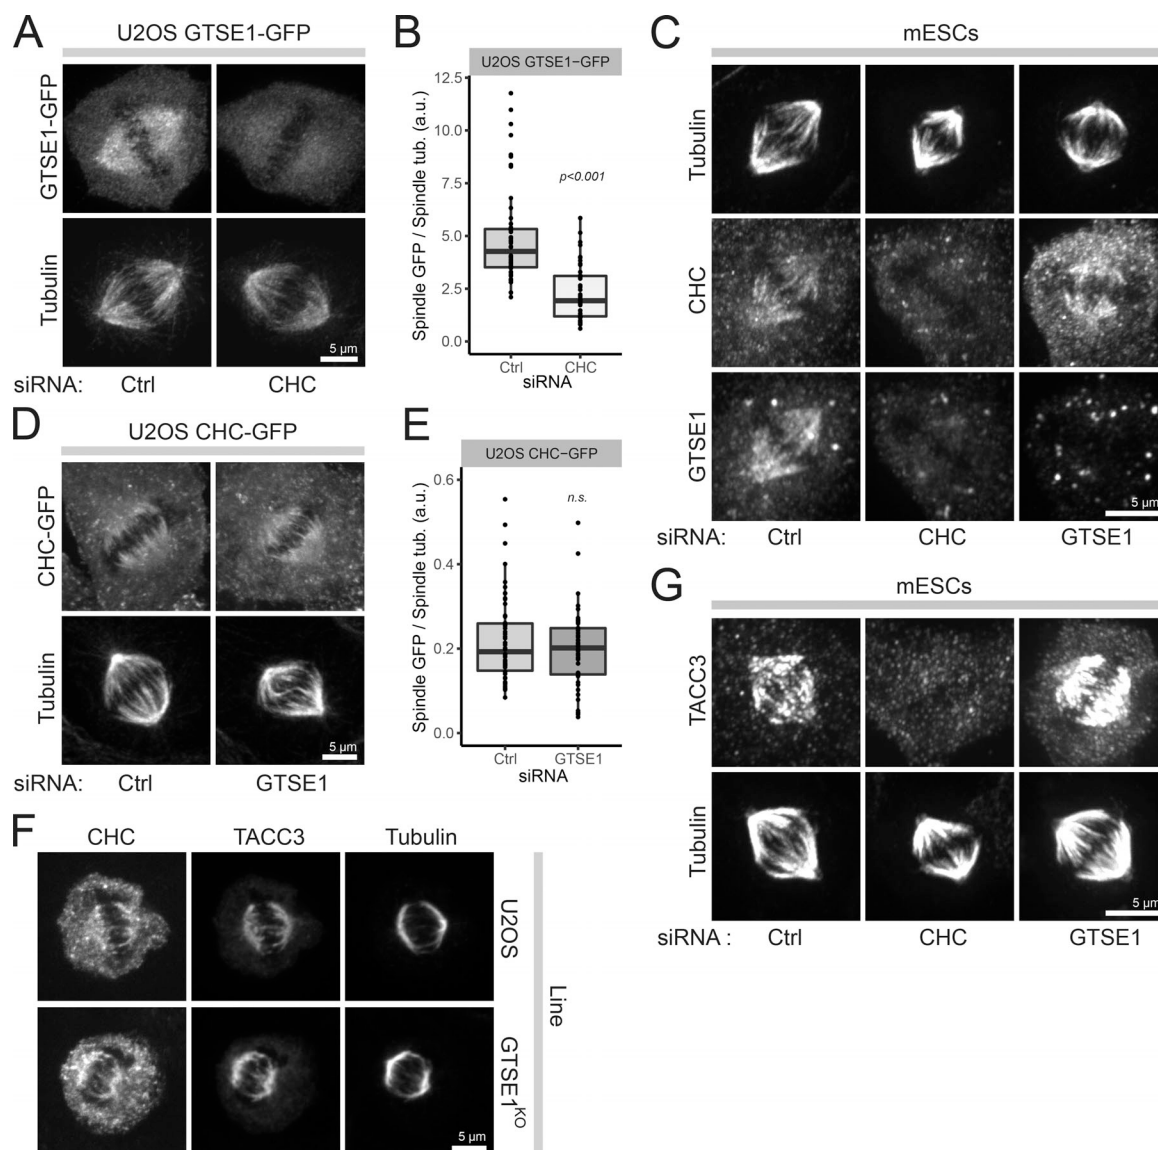 A
U2OS GTSE1-GFP
GTSE1-GFP
Tubulin
5 µm
siRNA: Ctrl CHC
B
U2OS GTSE1−GFP
Spindle GFP / Spindle tub. (a.u.)
12.5
10.0
7.5
5.0
2.5
0.0
p<0.001
Ctrl CHC
siRNA
C
mESCs
Tubulin
CHC
GTSE1
5 µm
siRNA: Ctrl CHC GTSE1
D
U2OS CHC-GFP
CHC-GFP
Tubulin
5 µm
siRNA: Ctrl GTSE1
E
U2OS CHC−GFP
Spindle GFP / Spindle tub. (a.u.)
0.6
0.4
0.2
0.0
n.s.
Ctrl GTSE1
siRNA
F
CHC TACC3 Tubulin
U2OS
GTSE1KO
Line
5 µm
G
mESCs
TACC3
Tubulin
5 µm
siRNA : Ctrl CHC GTSE1